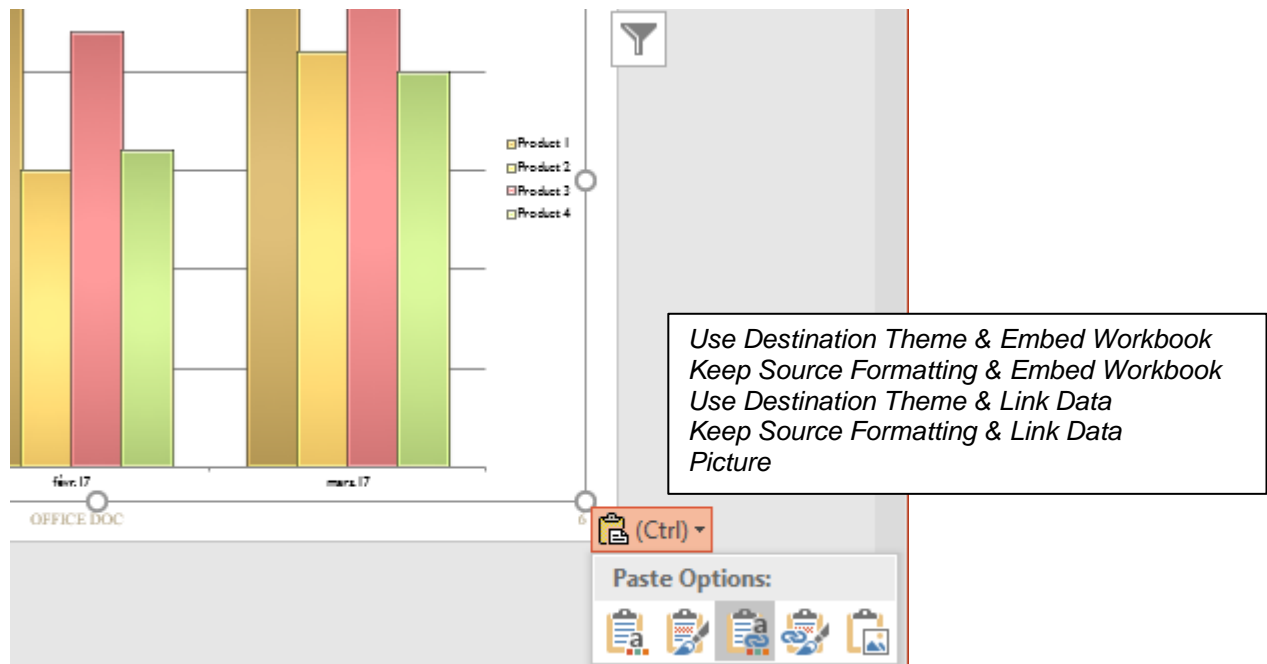 Product 1
Product 2
Product 3
Product 4
Use Destination Theme & Embed Workbook
Keep Source Formatting & Embed Workbook
Use Destination Theme & Link Data
Keep Source Formatting & Link Data
Picture
févr.17
mars.17
OFFICE DOC
6
(Ctrl)
Paste Options: